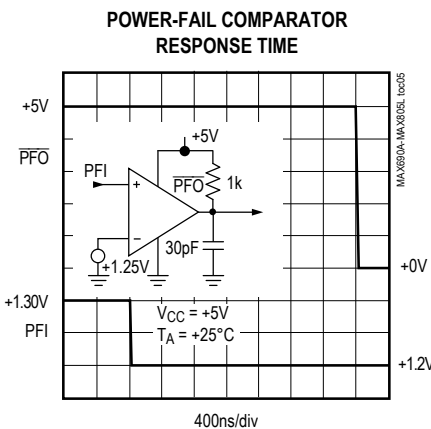 POWER-FAIL COMPARATOR
RESPONSE TIME
MAX690A-MAX805L toc05
+5V
+5V
PFO
PFI
PFO
1k
+
–
30pF
+1.25V
+0V
+1.30V
VCC = +5V
PFI
TA = +25°C
+1.2V
400ns/div